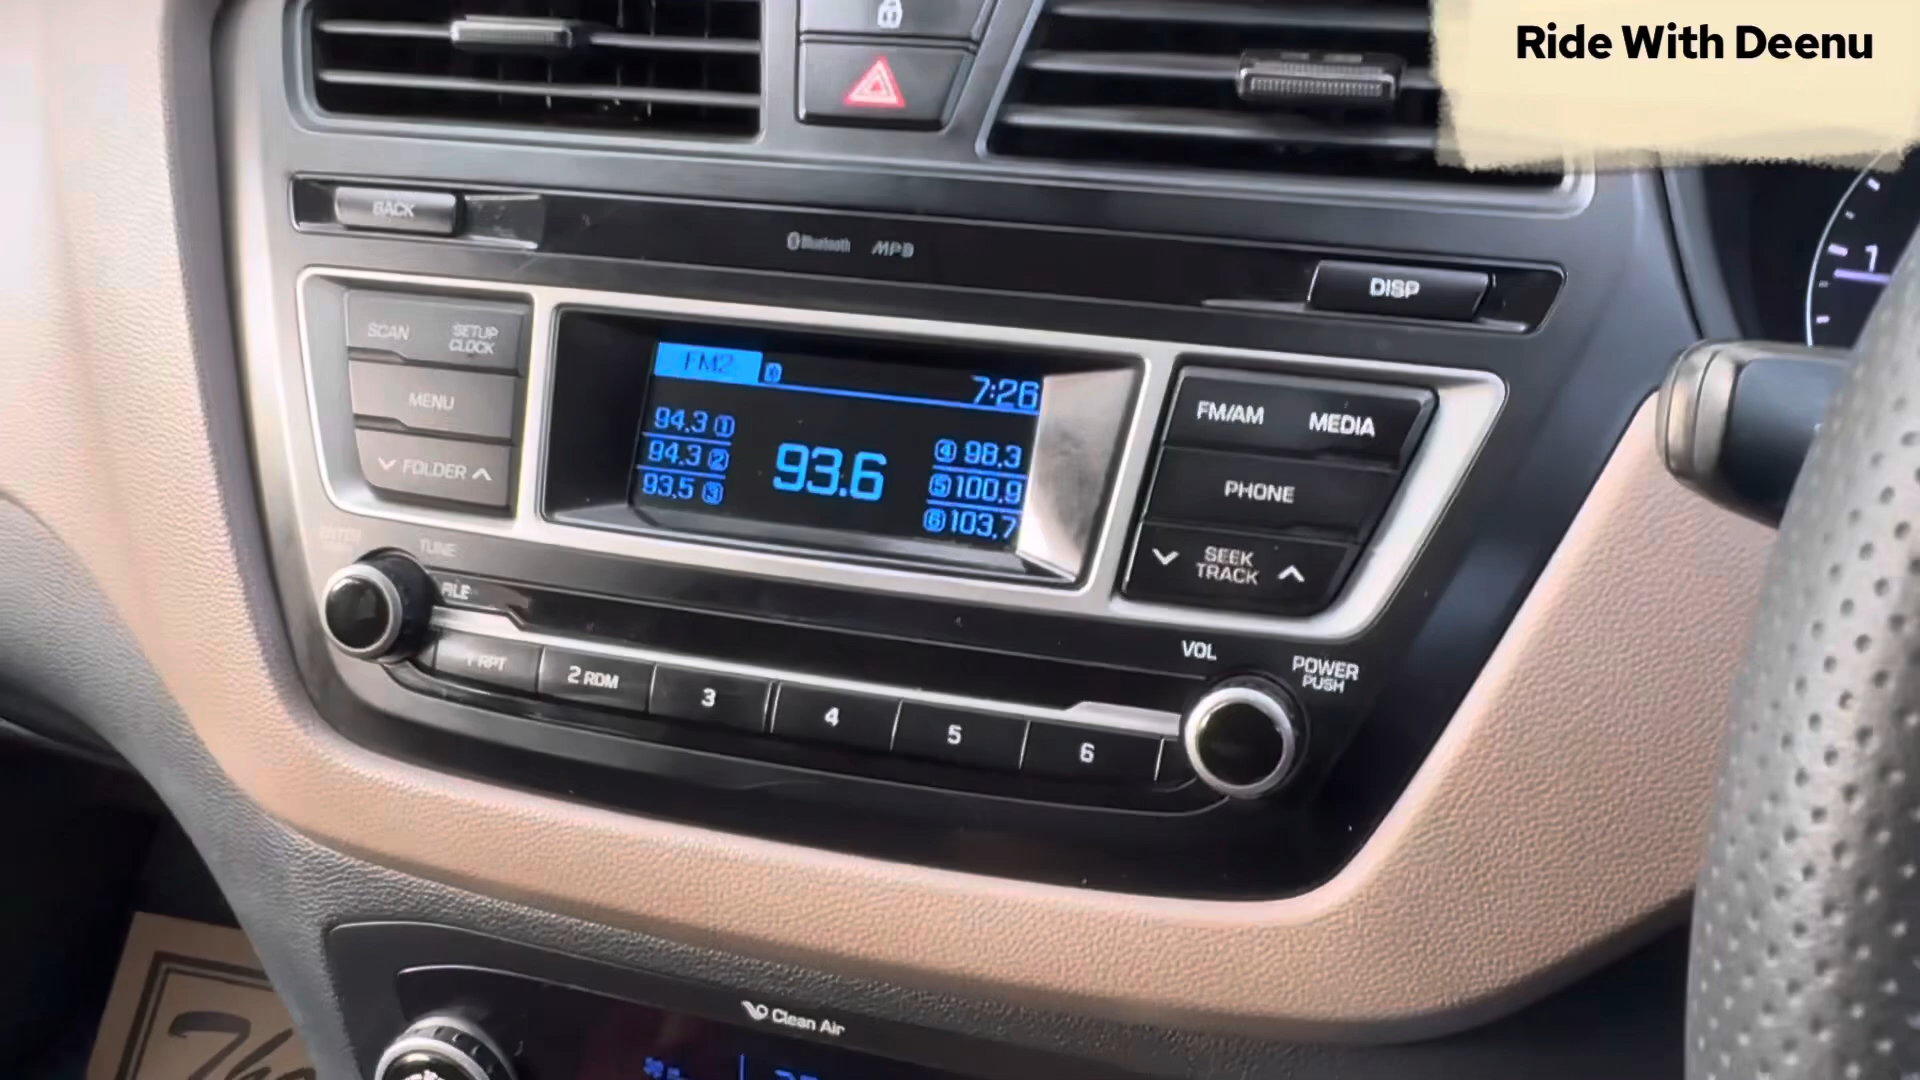 Ride With Deenu
BACK
Bluetooth MP3
DISP
SCAN
SETUP
CLOCK
MENU
FOLDER
FM2
7:26
94.3 1
94.3 2
93.5 3
93.6
4 98.3
5 100.9
6 103.7
FM/AM MEDIA
PHONE
SEEK
TRACK
1
TUNE
FILE
1 RPT
2 RDM
3
4
5
6
VOL
POWER
PUSH
Clean Air